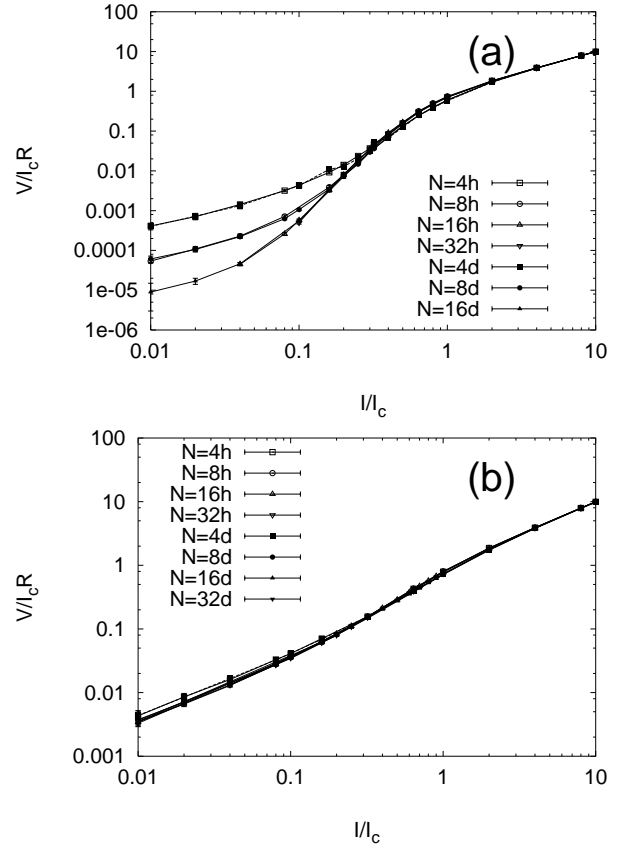 100
10
1
0.1
0.01
0.001
0.0001
1e-05
1e-06
V/I_cR
(a)
N=4h
N=8h
N=16h
N=32h
N=4d
N=8d
N=16d
0.01 0.1 1 10
I/I_c
100
10
1
0.1
0.01
0.001
V/I_cR
N=4h
N=8h
N=16h
N=32h
N=4d
N=8d
N=16d
N=32d
(b)
0.01 0.1 1 10
I/I_c